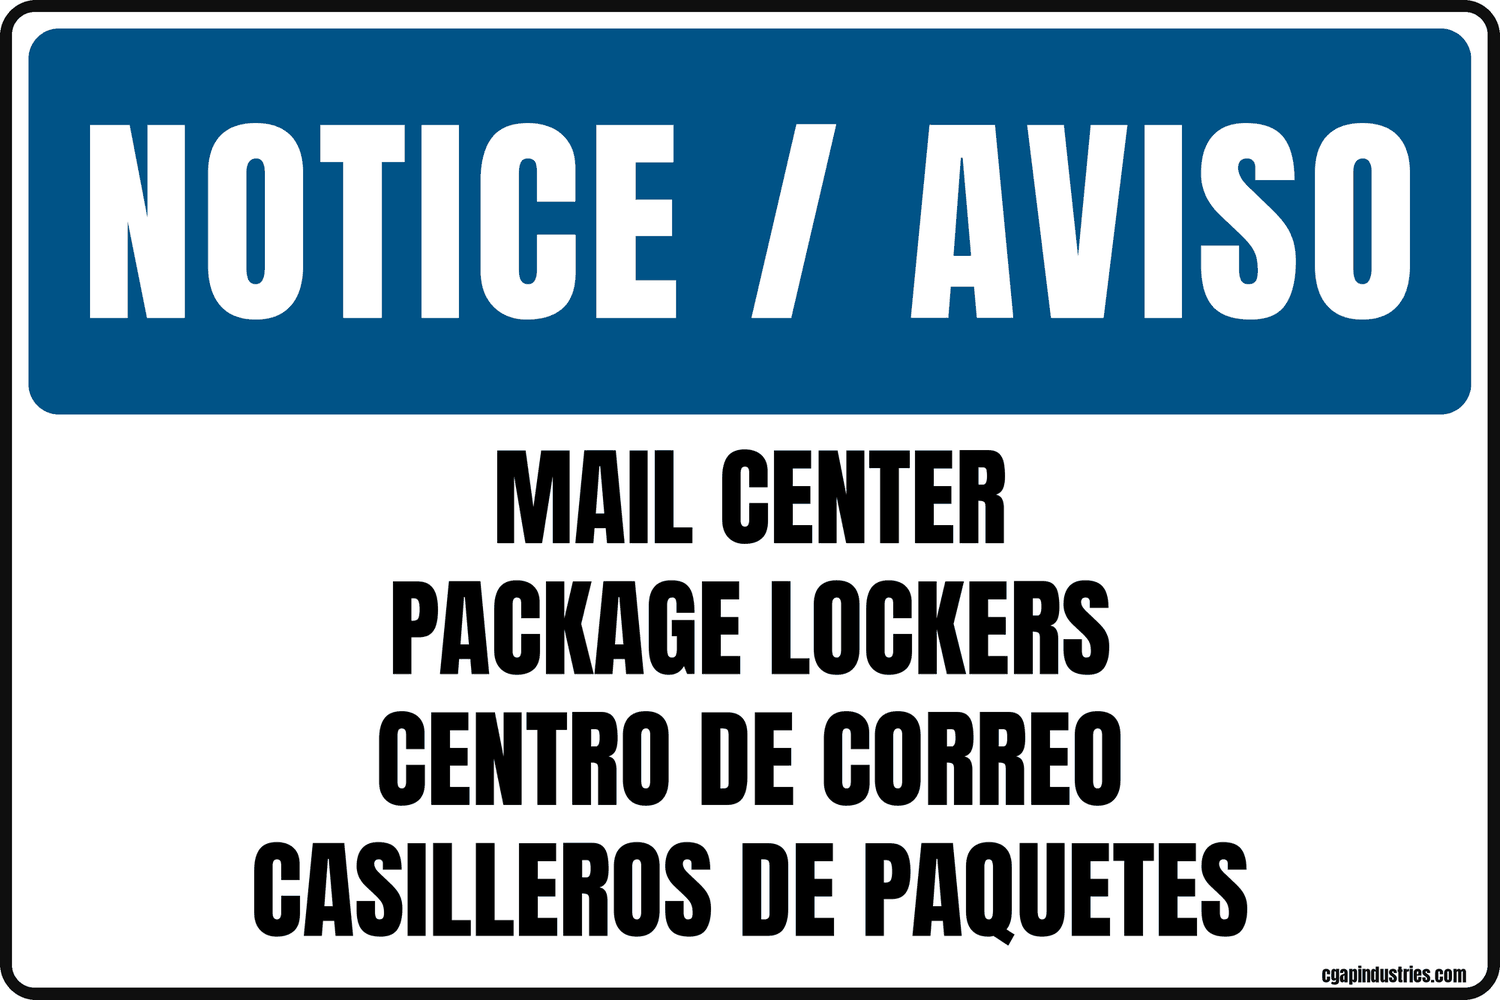 NOTICE / AVISO
MAIL CENTER
PACKAGE LOCKERS
CENTRO DE CORREO
CASILLEROS DE PAQUETES
cgapindustries.com